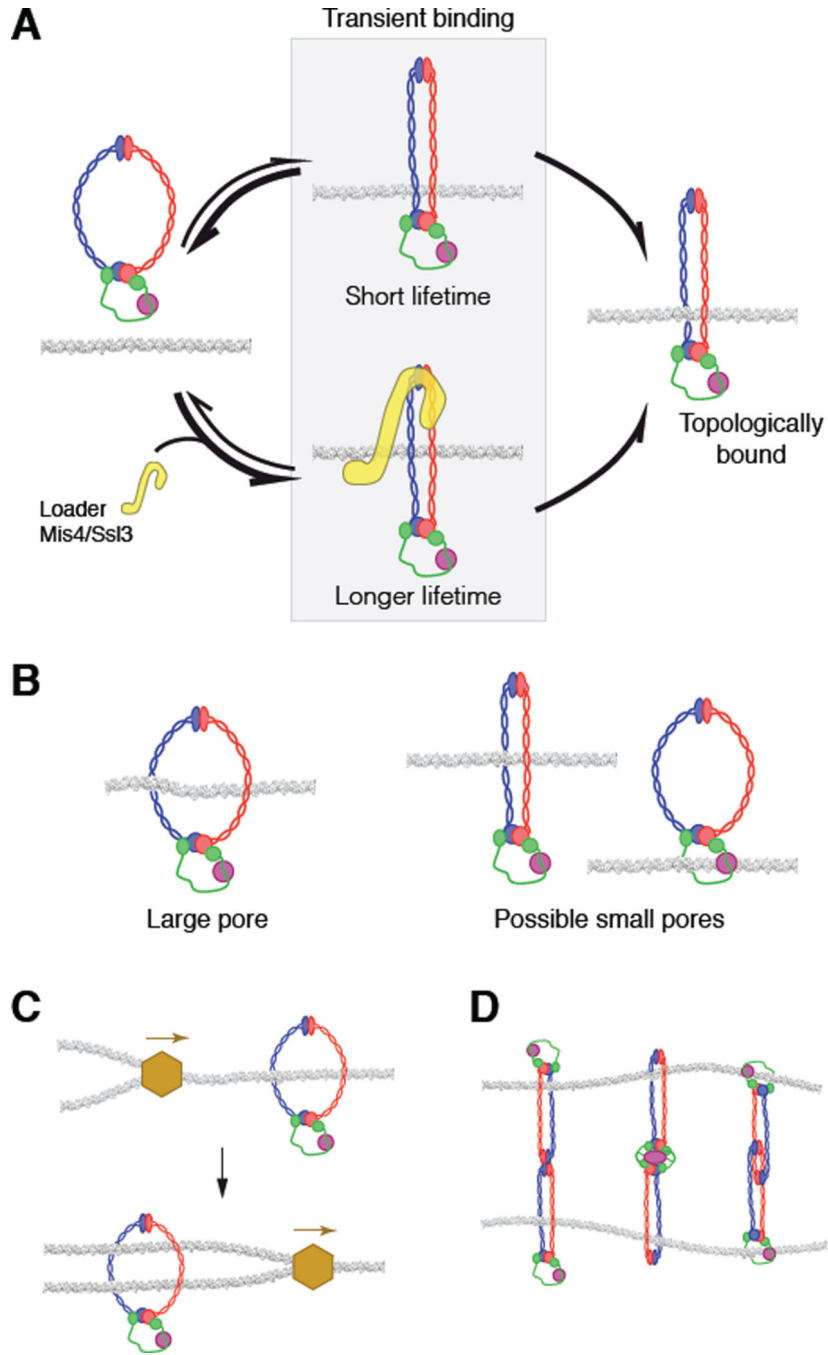 A
Transient binding
Short lifetime
Loader
Mis4/Ssl3
Longer lifetime
Topologically
bound
B
Large pore
Possible small pores
C
D